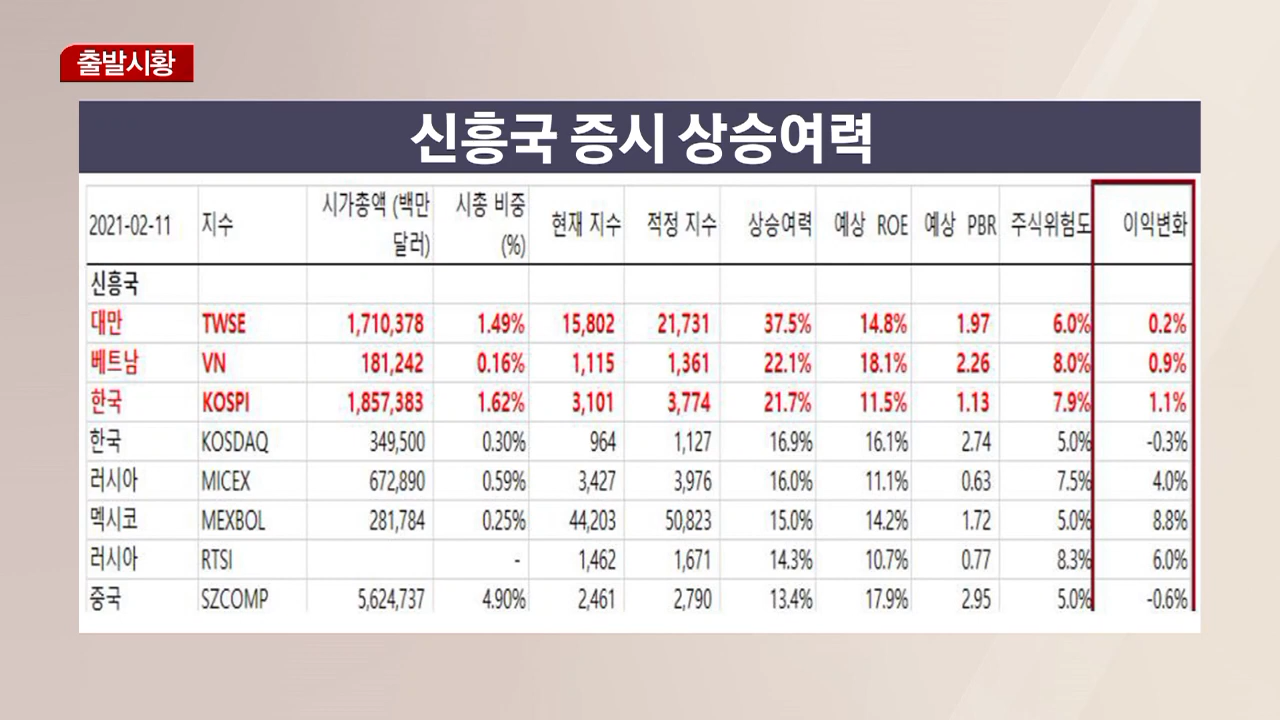 출발시황
신흥국 증시 상승여력
2021-02-11 지수 시가총액 (백만 달러) 시총 비중 (%) 현재 지수 적정 지수 상승여력 예상 ROE 예상 PBR 주식위험도 이익변화
신흥국
대만 TWSE 1,710,378 1.49% 15,802 21,731 37.5% 14.8% 1.97 6.0% 0.2%
베트남 VN 181,242 0.16% 1,115 1,361 22.1% 18.1% 2.26 8.0% 0.9%
한국 KOSPI 1,857,383 1.62% 3,101 3,774 21.7% 11.5% 1.13 7.9% 1.1%
한국 KOSDAQ 349,500 0.30% 964 1,127 16.9% 16.1% 2.74 5.0% -0.3%
러시아 MICEX 672,890 0.59% 3,427 3,976 16.0% 11.1% 0.63 7.5% 4.0%
멕시코 MEXBOL 281,784 0.25% 44,203 50,823 15.0% 14.2% 1.72 5.0% 8.8%
러시아 RTSI - 1,462 1,671 14.3% 10.7% 0.77 8.3% 6.0%
중국 SZCOMP 5,624,737 4.90% 2,461 2,790 13.4% 17.9% 2.95 5.0% -0.6%